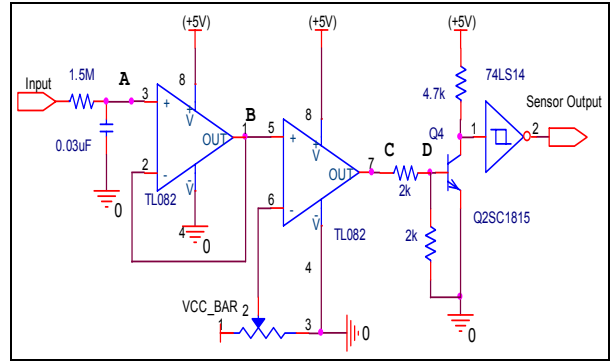 (+5V)
(+5V)
(+5V)
Input
1.5M
A
3
8
+
V
B
1
OUT
0.03uF
2
-
V
TL082
0
4
0
5
8
+
V
7
OUT
6
-
V
TL082
4
C
2k
D
2k
4.7k
Q4
74LS14
1
2
Sensor Output
Q2SC1815
0
VCC_BAR
1
2
3
0